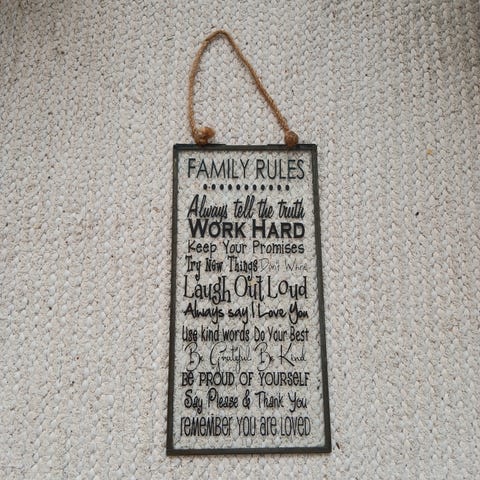 FAMILY RULES
Always tell the truth
WORK HARD
Keep Your Promises
Try New Things Don't Whine
Laugh Out Loud
Always say I Love You
Use kind words Do Your Best
Be Grateful Be Kind
BE PROUD OF YOURSELF
Say Please & Thank You
remember you are loved